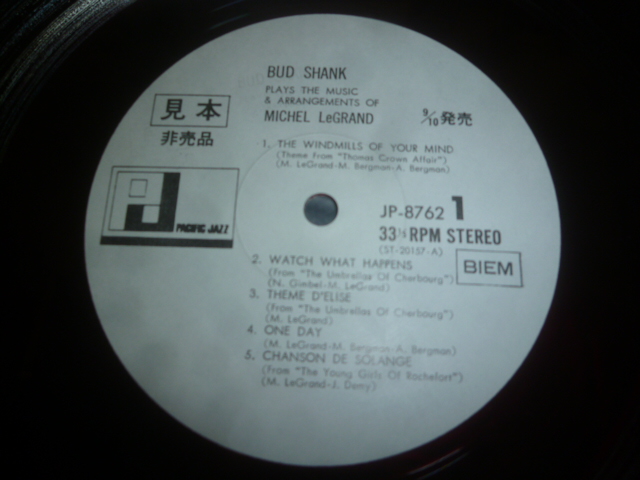 BUD SHANK
PLAYS THE MUSIC
& ARRANGEMENTS OF
MICHEL LeGRAND
見本
非売品
9/10 発売
1. THE WINDMILLS OF YOUR MIND
(Theme from "Thomas Crown Affair")
(M. LeGrand-M. Bergman-A. Bergman)
PACIFIC JAZZ
JP-8762 1
33⅓ RPM STEREO
(ST-20157-A)
BIEM
2. WATCH WHAT HAPPENS
(From "The Umbrellas Of Cherbourg")
(N. Gimbel-M. LeGrand)
3. THEME D'ELISE
(From "The Umbrellas Of Cherbourg")
(M. LeGrand)
4. ONE DAY
(M. LeGrand-M. Bergman-A. Bergman)
5. CHANSON DE SOLANGE
(From "The Young Girls Of Rochefort")
(M. LeGrand-J. Demy)